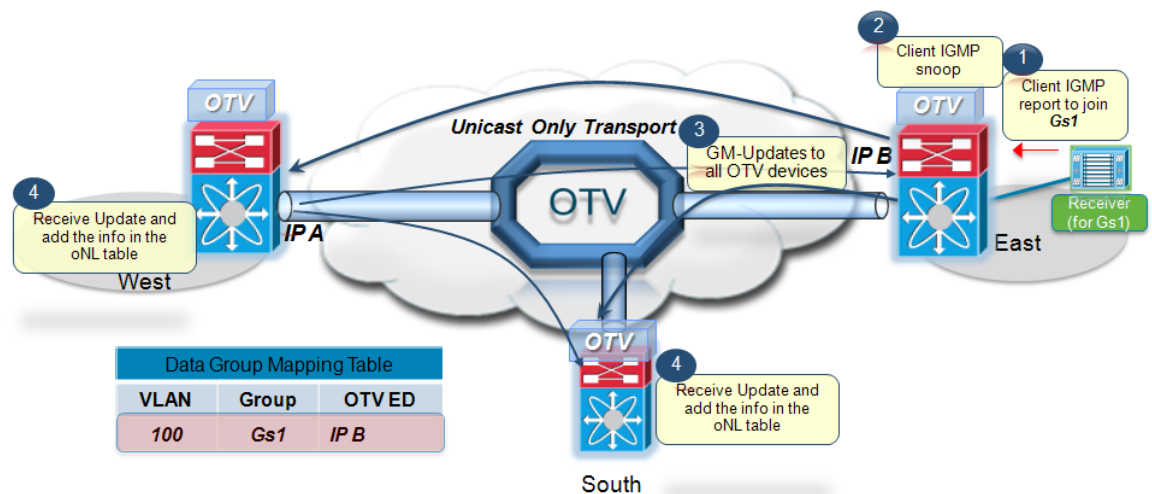 2
Client IGMP
snoop
1
Client IGMP
report to join
Gs1
OTV
OTV
Unicast Only Transport
3
GM-Updates to
all OTV devices
IP B
4
Receive Update and
add the info in the
oNL table
OTV
IP A
Receiver
(for Gs1)
East
West
OTV
4
Receive Update and
add the info in the
oNL table
Data Group Mapping Table
VLAN Group OTV ED
100 Gs1 IP B
South